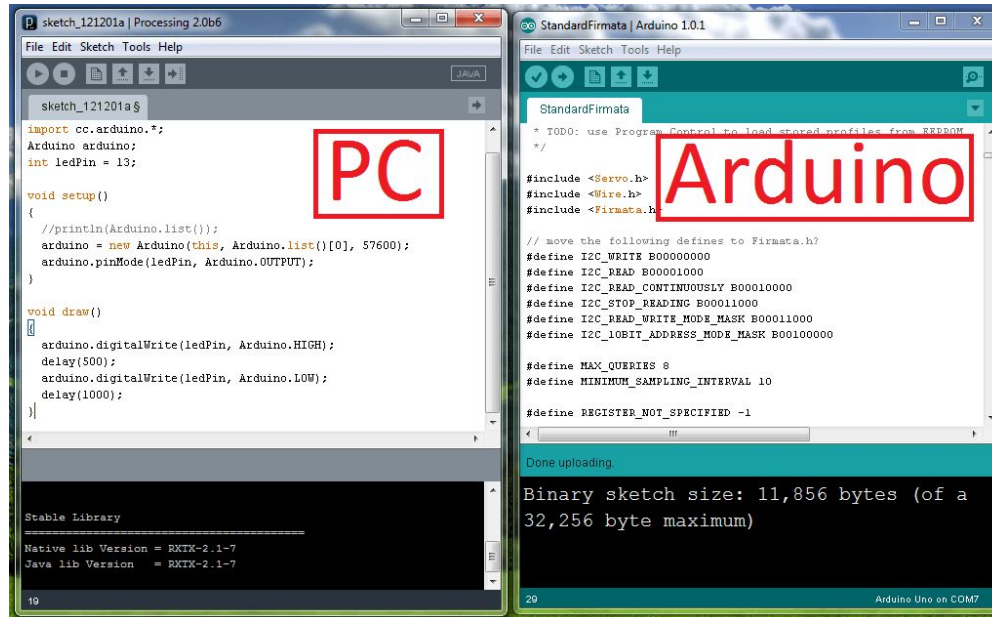 sketch_121201a | Processing 2.0b6
File Edit Sketch Tools Help
JAVA
sketch_121201a §
import cc.arduino.*;
Arduino arduino;
int ledPin = 13;
void setup()
{
//println(Arduino.list());
arduino = new Arduino(this, Arduino.list()[0], 57600);
arduino.pinMode(ledPin, Arduino.OUTPUT);
}
void draw()
{
arduino.digitalWrite(ledPin, Arduino.HIGH);
delay(500);
arduino.digitalWrite(ledPin, Arduino.LOW);
delay(1000);
}
PC
Stable Library
=========================================
Native lib Version = RXTX-2.1-7
Java lib Version   = RXTX-2.1-7
19
StandardFirmata | Arduino 1.0.1
File Edit Sketch Tools Help
StandardFirmata
* TODO: use Program Control to load stored profiles from EEPROM
*/
#include <Servo.h>
#include <Wire.h>
#include <Firmata.h>
Arduino
// move the following defines to Firmata.h?
#define I2C_WRITE B00000000
#define I2C_READ B00001000
#define I2C_READ_CONTINUOUSLY B00010000
#define I2C_STOP_READING B00011000
#define I2C_READ_WRITE_MODE_MASK B00011000
#define I2C_10BIT_ADDRESS_MODE_MASK B00100000
#define MAX_QUERIES 8
#define MINIMUM_SAMPLING_INTERVAL 10
#define REGISTER_NOT_SPECIFIED -1
Done uploading.
Binary sketch size: 11,856 bytes (of a
32,256 byte maximum)
29
Arduino Uno on COM7